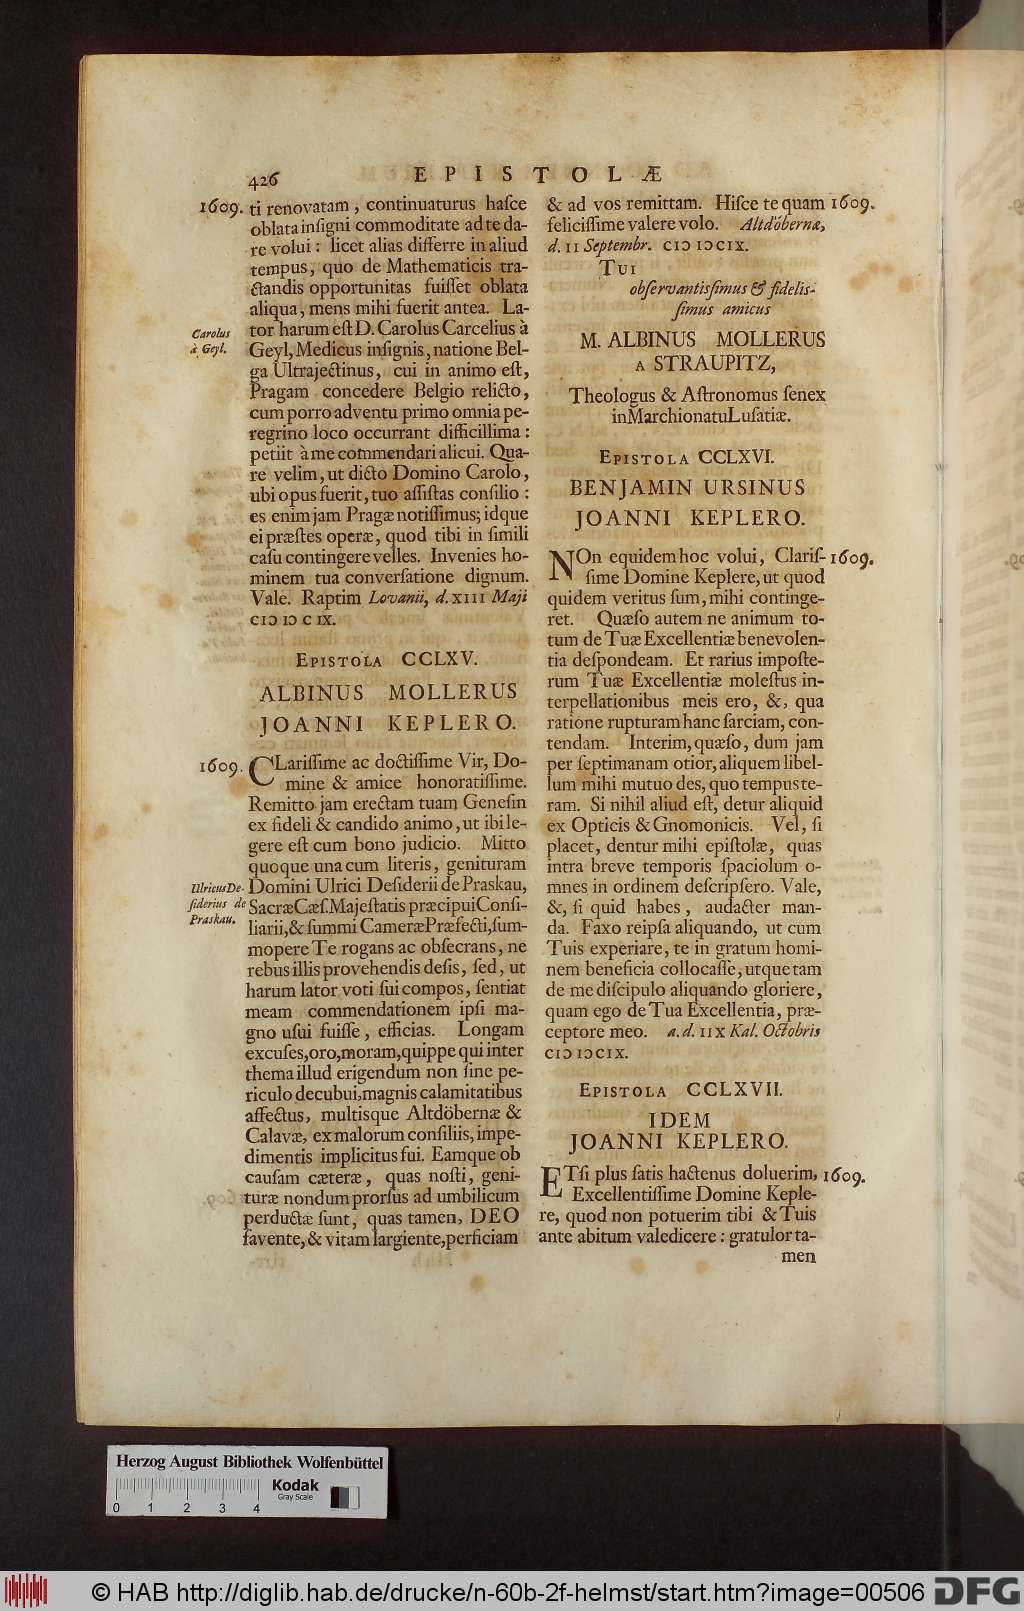 426 EPISTOLÆ
1609. ti renovatam, continuaturus haſce
oblata inſigni commoditate ad te da-
re volui: licet alias differre in aliud
tempus, quo de Mathematicis tra-
ctandis opportunitas fuiſſet oblata
aliqua, mens mihi fuerit antea. La-
Carolus
à Geyl.
tor harum eſt D. Carolus Carcelius à
Geyl, Medicus inſignis, natione Bel-
ga Ultrajectinus, cui in animo eſt,
Pragam concedere Belgio relicto,
cum porro adventu primo omnia pe-
regrino loco occurrant difficillima:
petiit à me commendari alicui. Qua-
re velim, ut dicto Domino Carolo,
ubi opus fuerit, tuo aſſiſtas conſilio:
es enim jam Pragæ notiſſimus; idque
ei præſtes operæ, quod tibi in ſimili
caſu contingere velles. Invenies ho-
minem tua converſatione dignum.
Vale. Raptim Lovanii, d. XIII Maji
CIↃ IↃ C IX.
EPISTOLA CCLXV.
ALBINUS MOLLERUS
JOANNI KEPLERO.
1609. CLariſſime ac doctiſſime Vir, Do-
mine & amice honoratiſſime.
Remitto jam erectam tuam Geneſin
ex fideli & candido animo, ut ibi le-
gere eſt cum bono judicio. Mitto
quoque una cum literis, genituram
Ulricus De-
ſiderius de
Praskau.
Domini Ulrici Deſiderii de Praskau,
Sacræ Cæſ. Majeſtatis præcipui Conſi-
liarii, & ſummi Cameræ Præfecti, ſum-
mopere Te rogans ac obſecrans, ne
rebus illis provehendis deſis, ſed, ut
harum lator voti ſui compos, ſentiat
meam commendationem ipſi ma-
gno uſui fuiſſe, efficias. Longam
excuſes, oro, moram, quippe qui inter
thema illud erigendum non ſine pe-
riculo decubui, magnis calamitatibus
affectus, multisque Altdöbernæ &
Calavæ, ex malorum conſiliis, impe-
dimentis implicitus fui. Eamque ob
cauſam cæteræ, quas noſti, geni-
turæ nondum prorſus ad umbilicum
perductæ ſunt, quas tamen, DEO
favente, & vitam largiente, perficiam
& ad vos remittam. Hiſce te quam 1609.
feliciſſime valere volo. Altdöbernæ,
d. 11 Septembr. CIↃ IↃCIX.
TUI
obſervantiſſimus & fidelis-
ſimus amicus
M. ALBINUS MOLLERUS
A STRAUPITZ,
Theologus & Aſtronomus ſenex
in Marchionatu Luſatiæ.
EPISTOLA CCLXVI.
BENJAMIN URSINUS
JOANNI KEPLERO.
NOn equidem hoc volui, Clariſ- 1609.
ſime Domine Keplere, ut quod
quidem veritus ſum, mihi continge-
ret. Quæſo autem ne animum to-
tum de Tuæ Excellentiæ benevolen-
tia deſpondeam. Et rarius impoſte-
rum Tuæ Excellentiæ moleſtus in-
terpellationibus meis ero, &, qua
ratione rupturam hanc ſarciam, con-
tendam. Interim, quæſo, dum jam
per ſeptimanam otior, aliquem libel-
lum mihi mutuo des, quo tempus te-
ram. Si nihil aliud eſt, detur aliquid
ex Opticis & Gnomonicis. Vel, ſi
placet, dentur mihi epiſtolæ, quas
intra breve temporis ſpaciolum o-
mnes in ordinem deſcripſero. Vale,
&, ſi quid habes, audacter man-
da. Faxo reipſa aliquando, ut cum
Tuis experiare, te in gratum homi-
nem beneficia collocaſſe, utque tam
de me diſcipulo aliquando gloriere,
quam ego de Tua Excellentia, præ-
ceptore meo. a. d. IIX Kal. Octobris
CIↃ IↃCIX.
EPISTOLA CCLXVII.
IDEM
JOANNI KEPLERO.
ETſi plus ſatis hactenus doluerim, 1609.
Excellentiſſime Domine Keple-
re, quod non potuerim tibi & Tuis
ante abitum valedicere: gratulor ta-
men
Herzog August Bibliothek Wolfenbüttel
Kodak
Gray Scale
0 1 2 3 4
© HAB http://diglib.hab.de/drucke/n-60b-2f-helmst/start.htm?image=00506 DFG